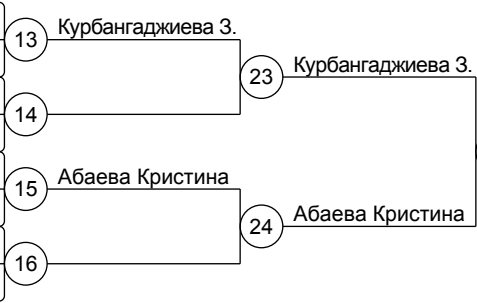 13 Курбангаджиева З.
23 Курбангаджиева З.
14
15 Абаева Кристина
24 Абаева Кристина
16